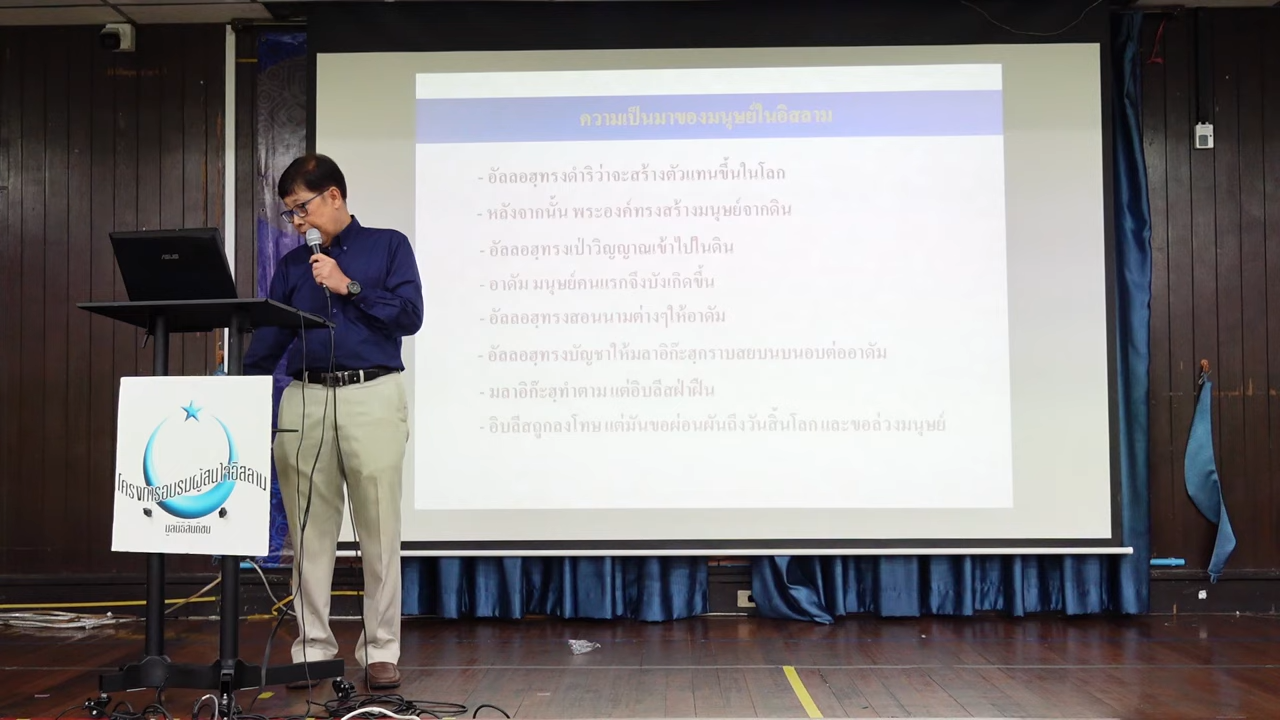 ความเป็นมาของมนุษย์ในอิสลาม
- อัลลอฮฺทรงดำริว่าจะสร้างตัวแทนขึ้นในโลก
- หลังจากนั้น พระองค์ทรงสร้างมนุษย์จากดิน
- อัลลอฮฺทรงเป่าวิญญาณเข้าไปในดิน
- อาดัม มนุษย์คนแรกจึงบังเกิดขึ้น
- อัลลอฮฺทรงสอนนามต่างๆให้อาดัม
- อัลลอฮฺทรงบัญชาให้มลาอิก๊ะฮฺกราบสยบนบนอบต่ออาดัม
- มลาอิก๊ะฮฺทำตาม แต่อิบลีสฝ่าฝืน
- อิบลีสถูกลงโทษ แต่มันขอผ่อนผันถึงวันสิ้นโลก และขอล่วงมนุษย์
ASUS
โครงการอบรมผู้สนใจอิสลาม
มูลนิธิสันติชน